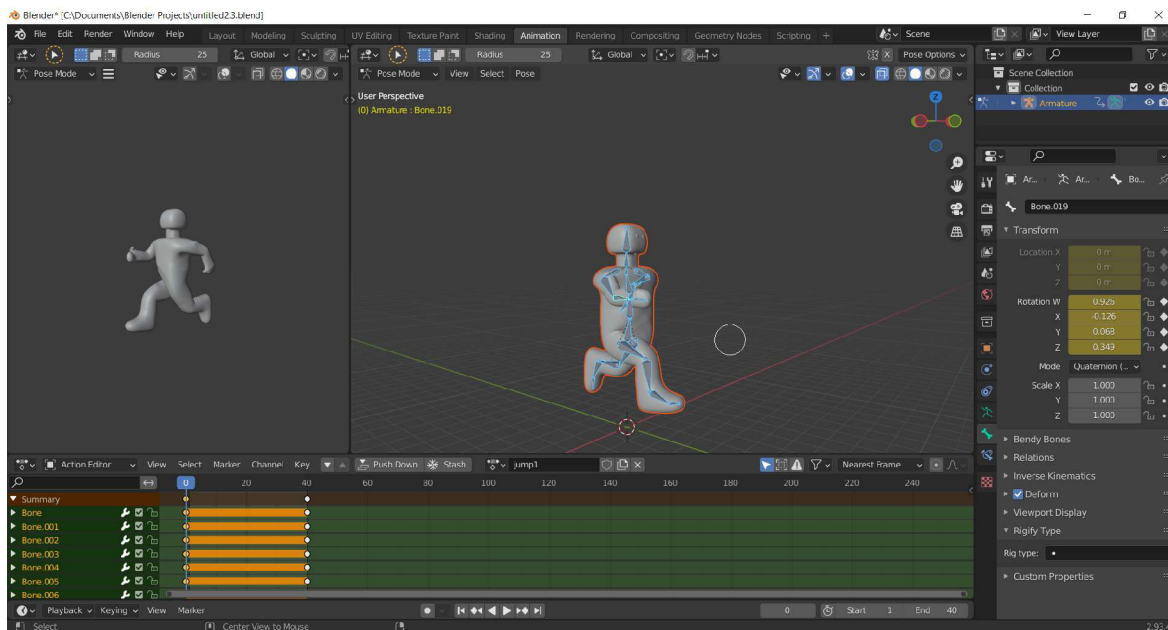 Blender* [C:\Documents\Blender Projects\untitled2.3.blend]
File Edit Render Window Help Layout Modeling Sculpting UV Editing Texture Paint Shading Animation Rendering Compositing Geometry Nodes Scripting + Scene View Layer
Radius 25 Global Radius 25 Global Pose Options
Pose Mode Pose Mode View Select Pose
Scene Collection
Collection
Armature
User Perspective
(0) Armature : Bone.019
Z
Ar... Ar... Bo...
Bone.019
Transform
Location X 0 m
Y 0 m
Z 0 m
Rotation W 0.926
X -0.126
Y 0.068
Z 0.349
Mode Quaternion (...
Scale X 1.000
Y 1.000
Z 1.000
Bendy Bones
Relations
Inverse Kinematics
Deform
Viewport Display
Rigify Type
Rig type:
Custom Properties
Action Editor View Select Marker Channel Key Push Down Stash jump1 Nearest Frame
0 20 40 60 80 100 120 140 160 180 200 220 240
Summary
Bone
Bone.001
Bone.002
Bone.003
Bone.004
Bone.005
Bone.006
Playback Keying View Marker 0 Start 1 End 40
Select Center View to Mouse